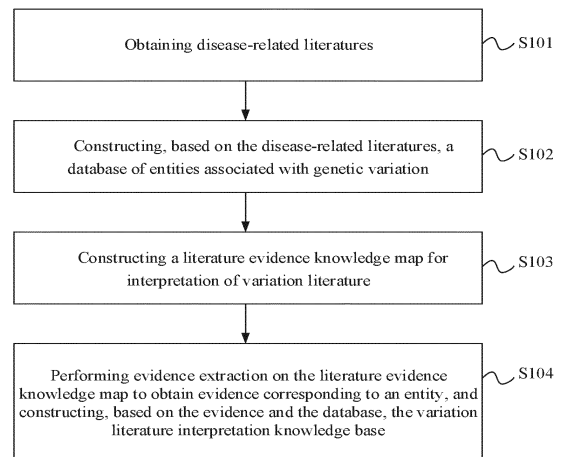 Obtaining disease-related literatures
S101
Constructing, based on the disease-related literatures, a
database of entities associated with genetic variation
S102
Constructing a literature evidence knowledge map for
interpretation of variation literature
S103
Performing evidence extraction on the literature evidence
knowledge map to obtain evidence corresponding to an entity, and
constructing, based on the evidence and the database, the variation
literature interpretation knowledge base
S104